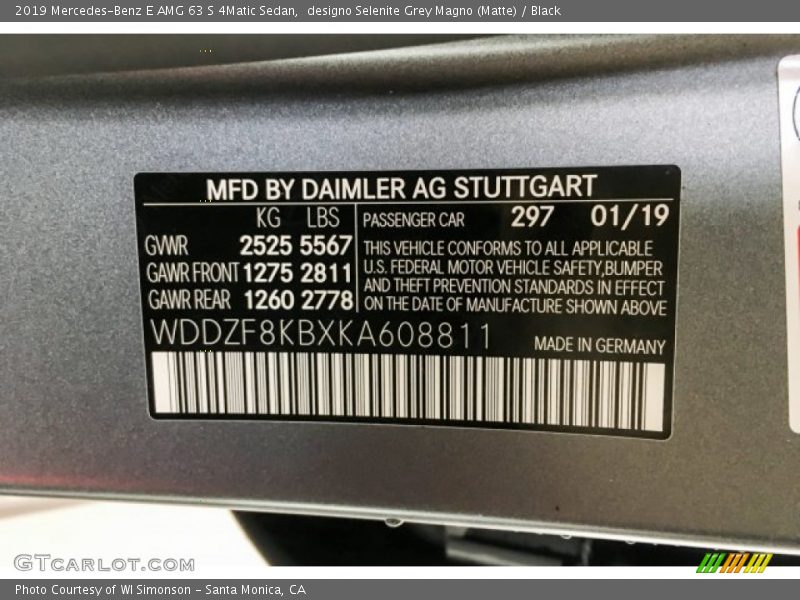 2019 Mercedes-Benz E AMG 63 S 4Matic Sedan,  designo Selenite Grey Magno (Matte) / Black
MFD BY DAIMLER AG STUTTGART
KG LBS
GVWR 2525 5567
GAWR FRONT 1275 2811
GAWR REAR 1260 2778
PASSENGER CAR 297 01/19
THIS VEHICLE CONFORMS TO ALL APPLICABLE
U.S. FEDERAL MOTOR VEHICLE SAFETY,BUMPER
AND THEFT PREVENTION STANDARDS IN EFFECT
ON THE DATE OF MANUFACTURE SHOWN ABOVE
WDDZF8KBXKA608811
MADE IN GERMANY
GTCARLOT.COM
Photo Courtesy of WI Simonson - Santa Monica, CA